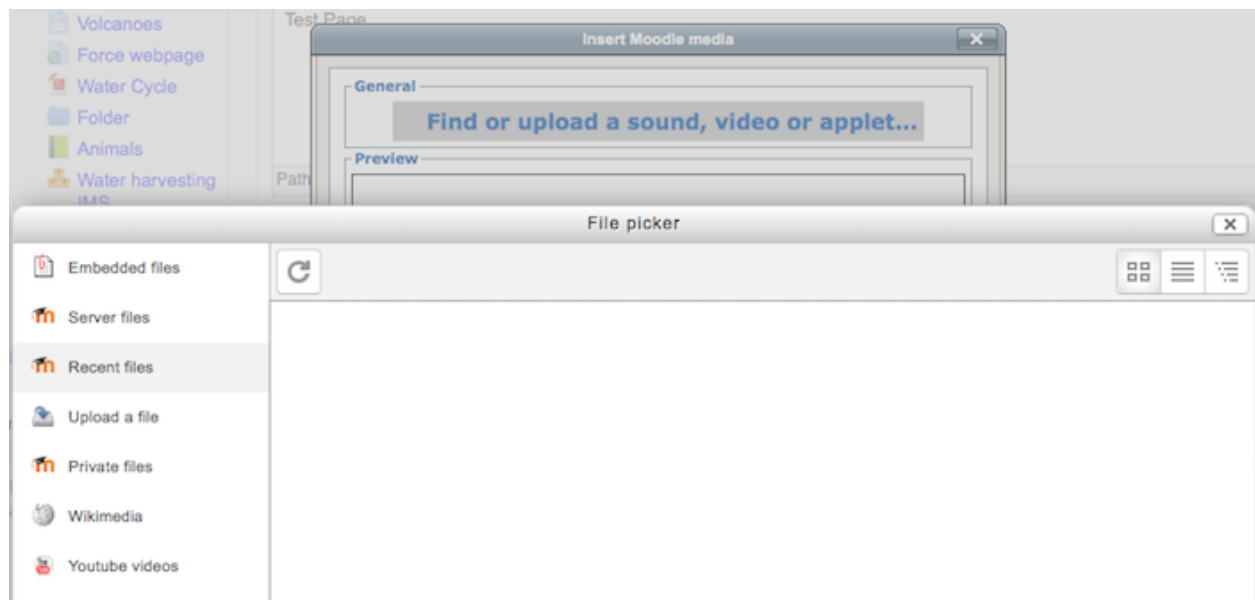 Volcanoes
Force webpage
Water Cycle
Folder
Animals
Water harvesting
IMS
Test Page
Path
Insert Moodle media
General
Find or upload a sound, video or applet...
Preview
File picker
Embedded files
Server files
Recent files
Upload a file
Private files
Wikimedia
Youtube videos